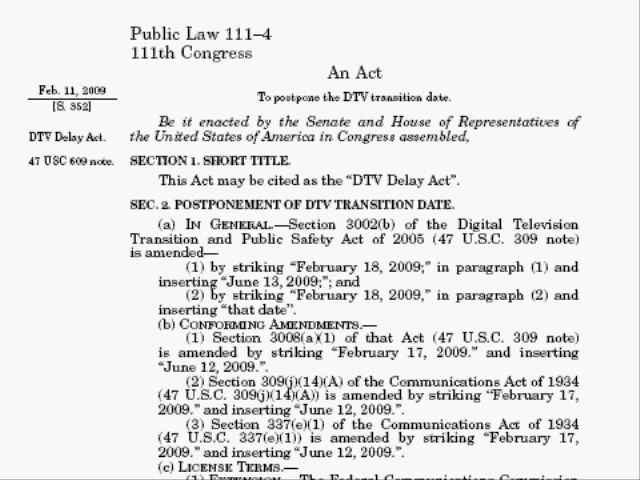 Public Law 111–4
111th Congress
An Act
Feb. 11, 2009
[S. 352]
To postpone the DTV transition date.
Be it enacted by the Senate and House of Representatives of
DTV Delay Act.
the United States of America in Congress assembled,
47 USC 609 note.
SECTION 1. SHORT TITLE.
This Act may be cited as the “DTV Delay Act”.
SEC. 2. POSTPONEMENT OF DTV TRANSITION DATE.
(a) IN GENERAL.—Section 3002(b) of the Digital Television
Transition and Public Safety Act of 2005 (47 U.S.C. 309 note)
is amended—
(1) by striking “February 18, 2009;” in paragraph (1) and
inserting “June 13, 2009;”; and
(2) by striking “February 18, 2009,” in paragraph (2) and
inserting “that date”.
(b) CONFORMING AMENDMENTS.—
(1) Section 3008(a)(1) of that Act (47 U.S.C. 309 note)
is amended by striking “February 17, 2009.” and inserting
“June 12, 2009.”.
(2) Section 309(j)(14)(A) of the Communications Act of 1934
(47 U.S.C. 309(j)(14)(A)) is amended by striking “February 17,
2009.” and inserting “June 12, 2009.”.
(3) Section 337(e)(1) of the Communications Act of 1934
(47 U.S.C. 337(e)(1)) is amended by striking “February 17,
2009.” and inserting “June 12, 2009.”.
(c) LICENSE TERMS.—
(1) EXTENSION.—The Federal Communications Commission